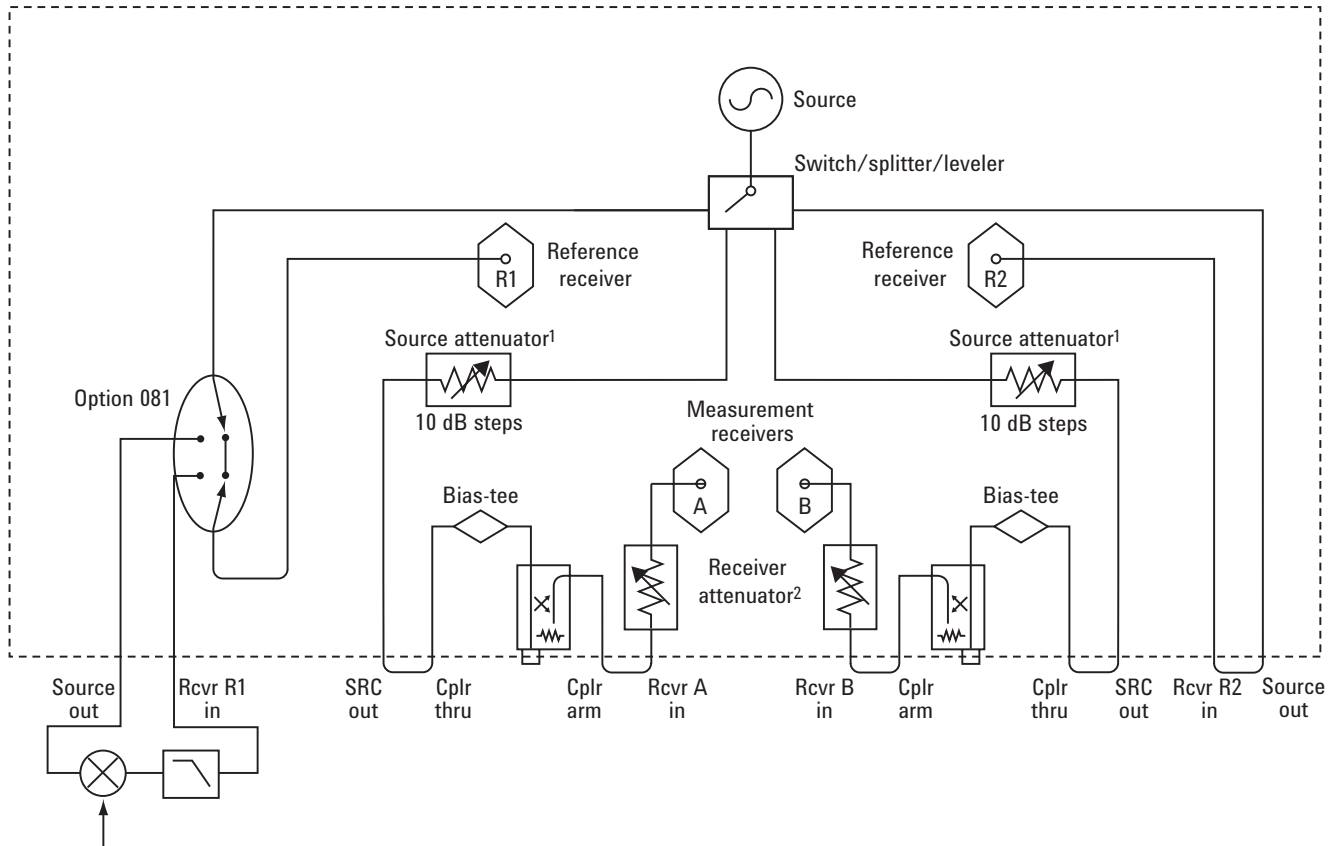 Source
Switch/splitter/leveler
Reference
receiver
R1
Reference
receiver
R2
Source attenuator¹
10 dB steps
Source attenuator¹
10 dB steps
Option 081
Measurement
receivers
A
B
Bias-tee
Bias-tee
Receiver
attenuator²
Source
out
Rcvr R1
in
SRC
out
Cplr
thru
Cplr
arm
Rcvr A
in
Rcvr B
in
Cplr
arm
Cplr
thru
SRC
out
Rcvr R2
in
Source
out